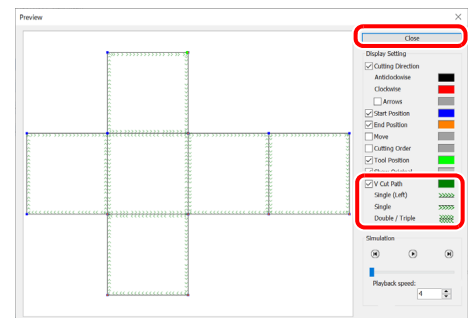 Preview
Close
Display Setting
Cutting Direction
Anticlockwise
Clockwise
Arrows
Start Position
End Position
Move
Cutting Order
Tool Position
V Cut Path
Single (Left)
Single
Double / Triple
Simulation
Playback speed:
4